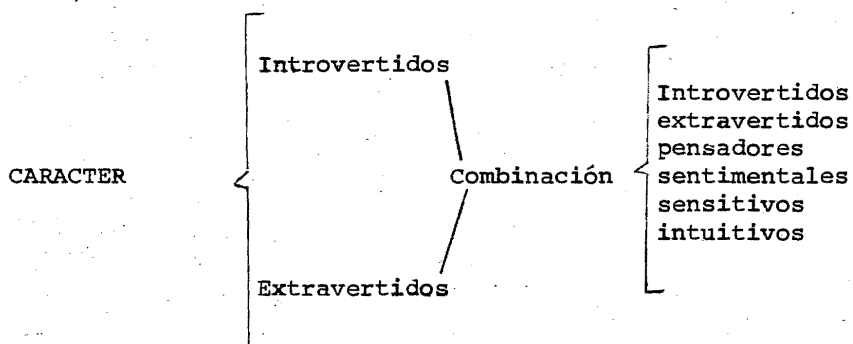 Introvertidos
Introvertidos
extravertidos
pensadores
CARACTER
Combinación
sentimentales
sensitivos
intuitivos
Extravertidos